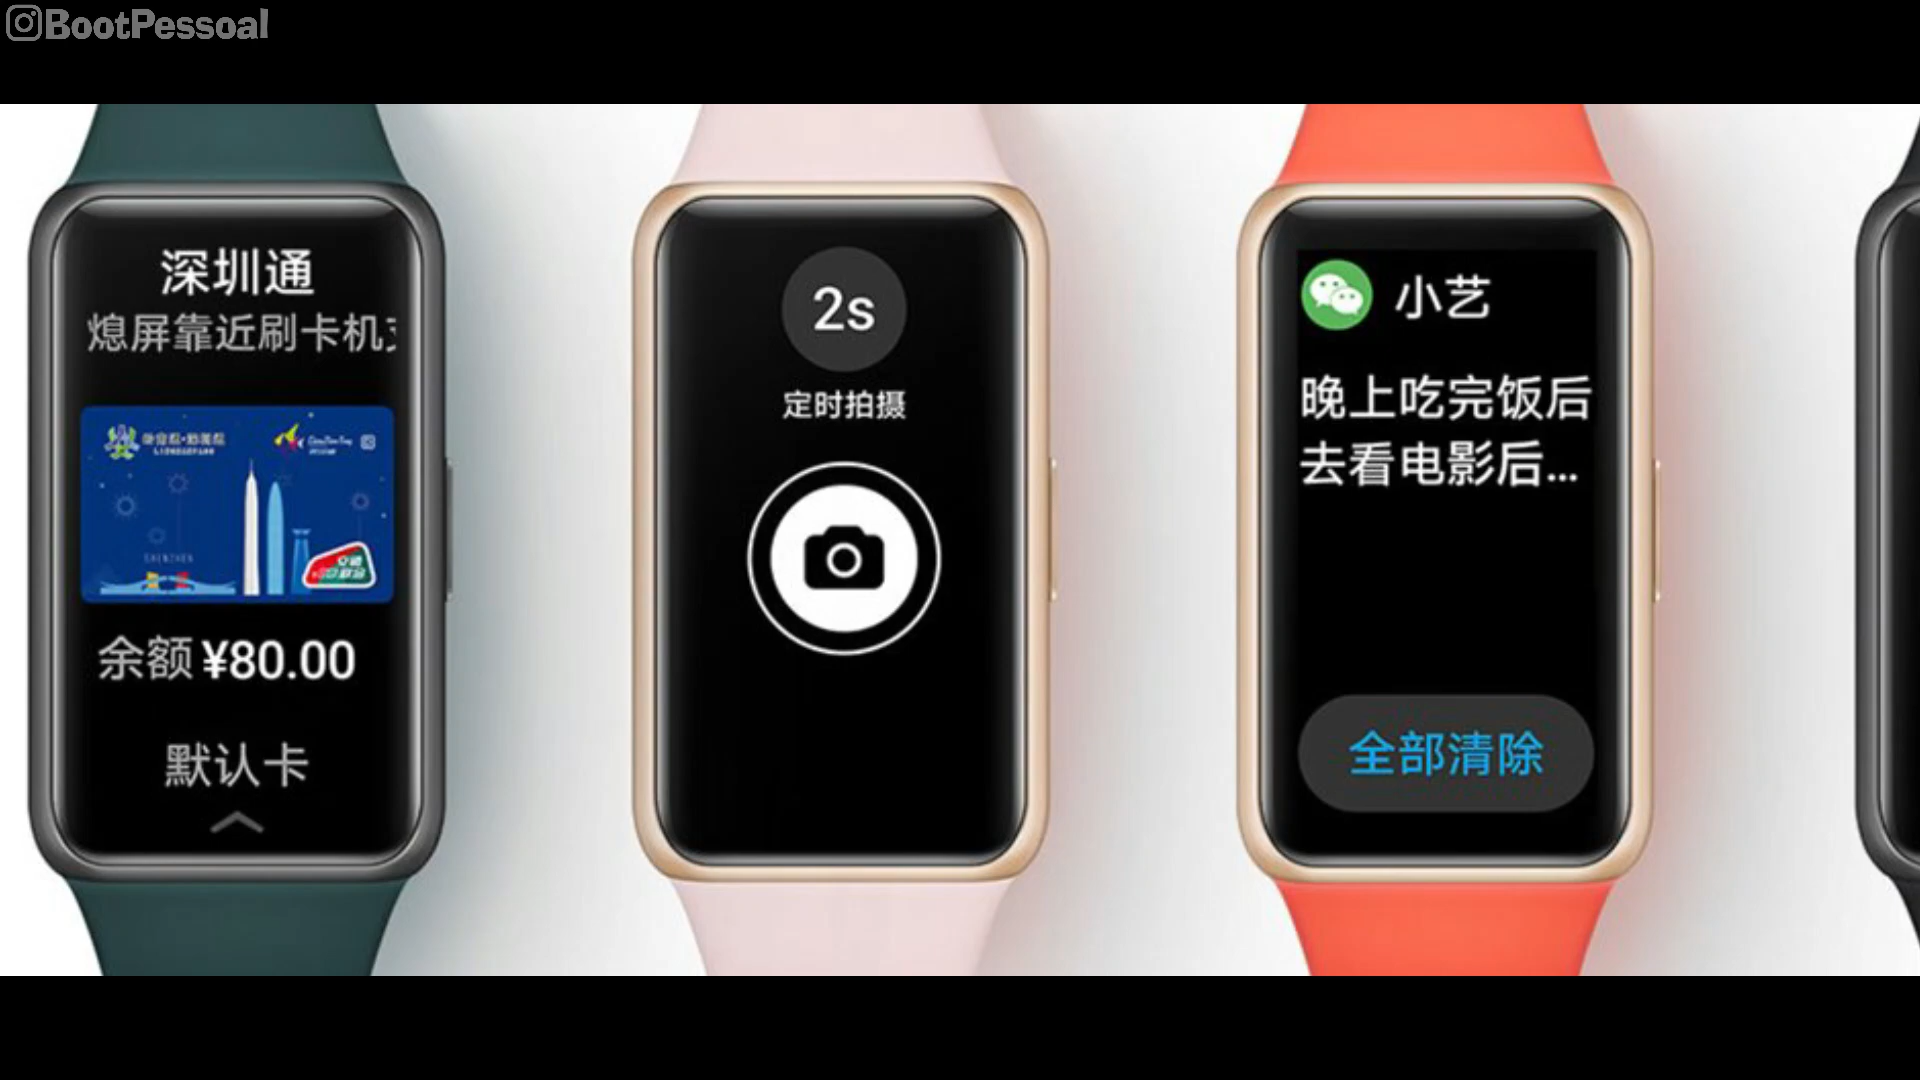 BootPessoal
深圳通
熄屏靠近刷卡机
SHENZHEN
余额 ¥80.00
默认卡
2s
定时拍摄
小艺
晚上吃完饭后
去看电影后...
全部清除